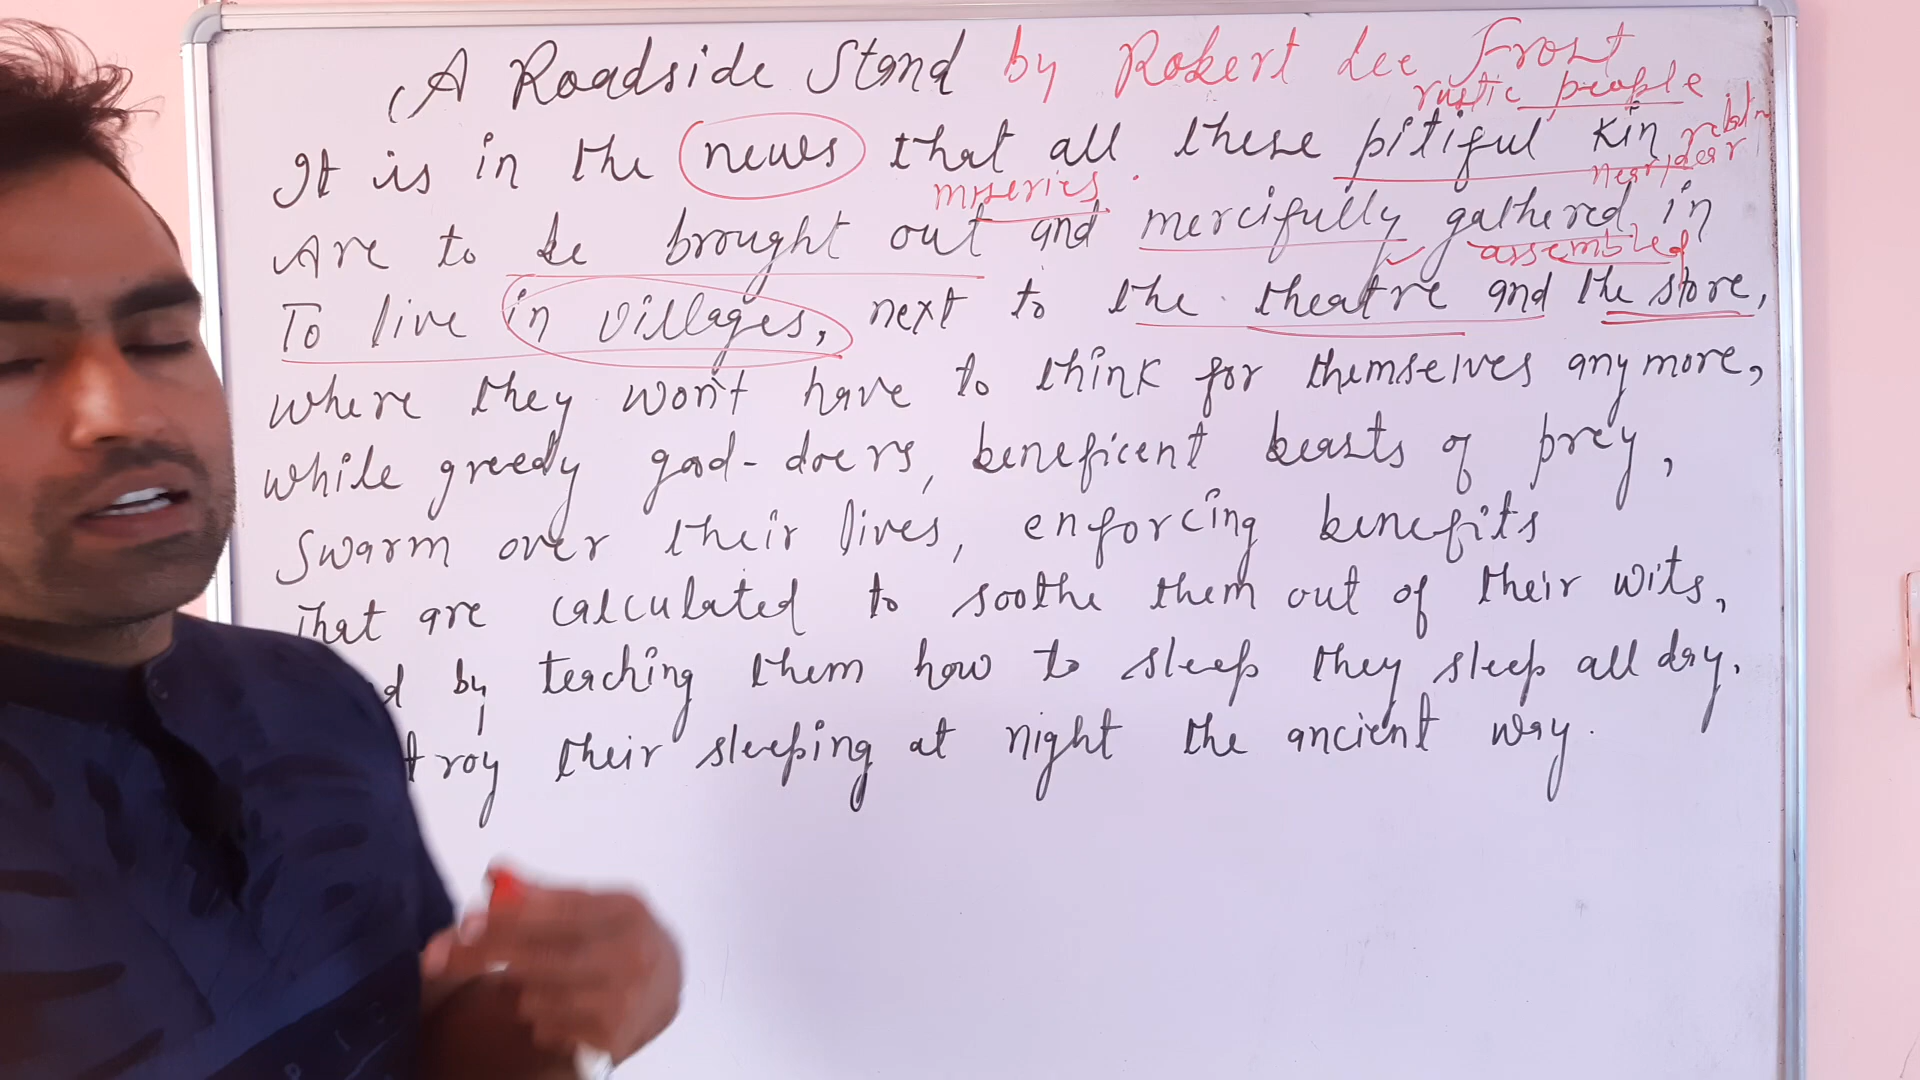 A Roadside Stand by Robert Lee Frost
rustic people
It is in the news that all these pitiful kin
near, dear
miseries
Are to be brought out and mercifully gathered in
assembled
To live in villages, next to the theatre and the store,
where they won't have to think for themselves anymore,
while greedy good-doers, beneficent beasts of prey,
Swarm over their lives, enforcing benefits
That are calculated to soothe them out of their wits,
by teaching them how to sleep they sleep all day.
troy their sleeping at night the ancient way.